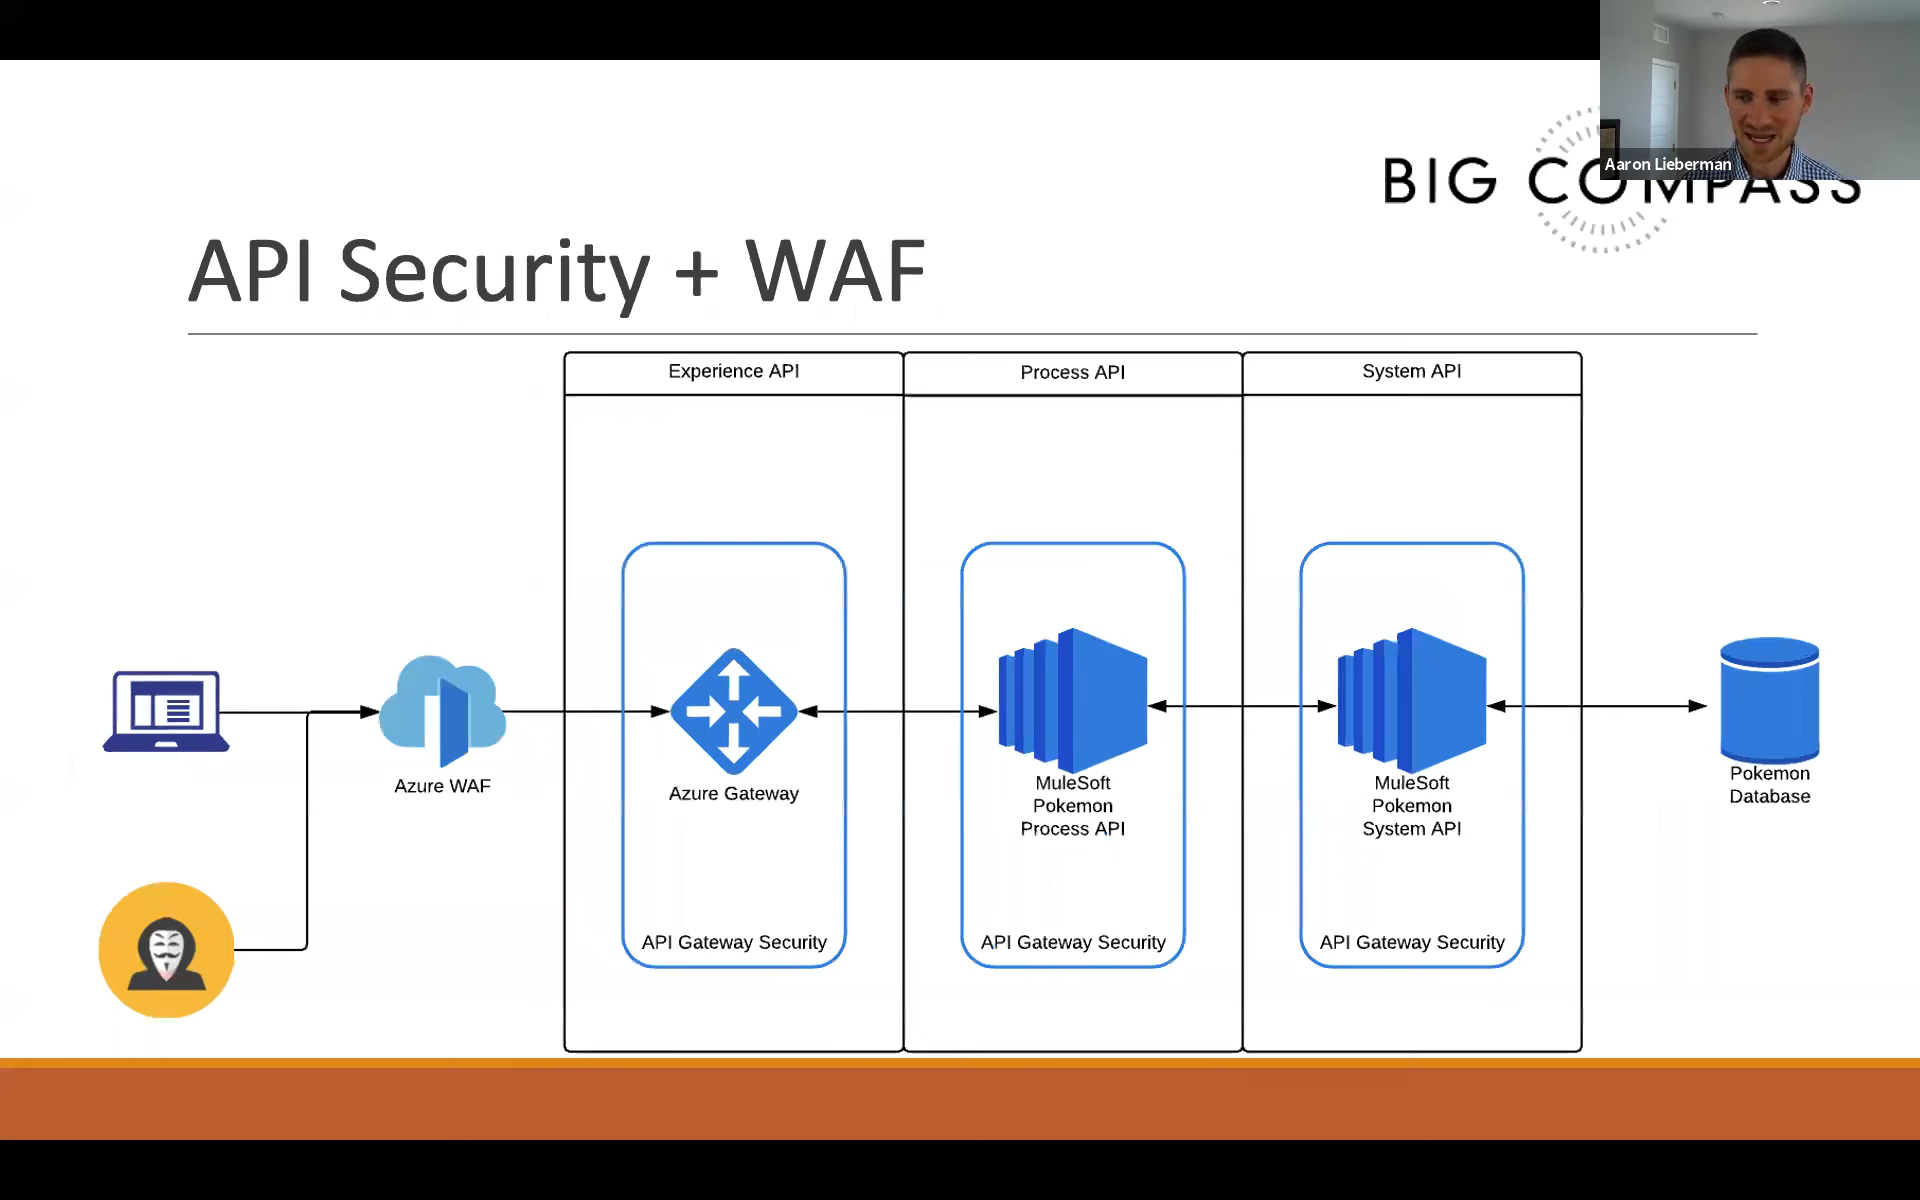 Aaron Lieberman
BIG COMPASS
API Security + WAF
Experience API
Process API
System API
Azure WAF
Azure Gateway
MuleSoft
Pokemon
Process API
MuleSoft
Pokemon
System API
Pokemon
Database
API Gateway Security
API Gateway Security
API Gateway Security